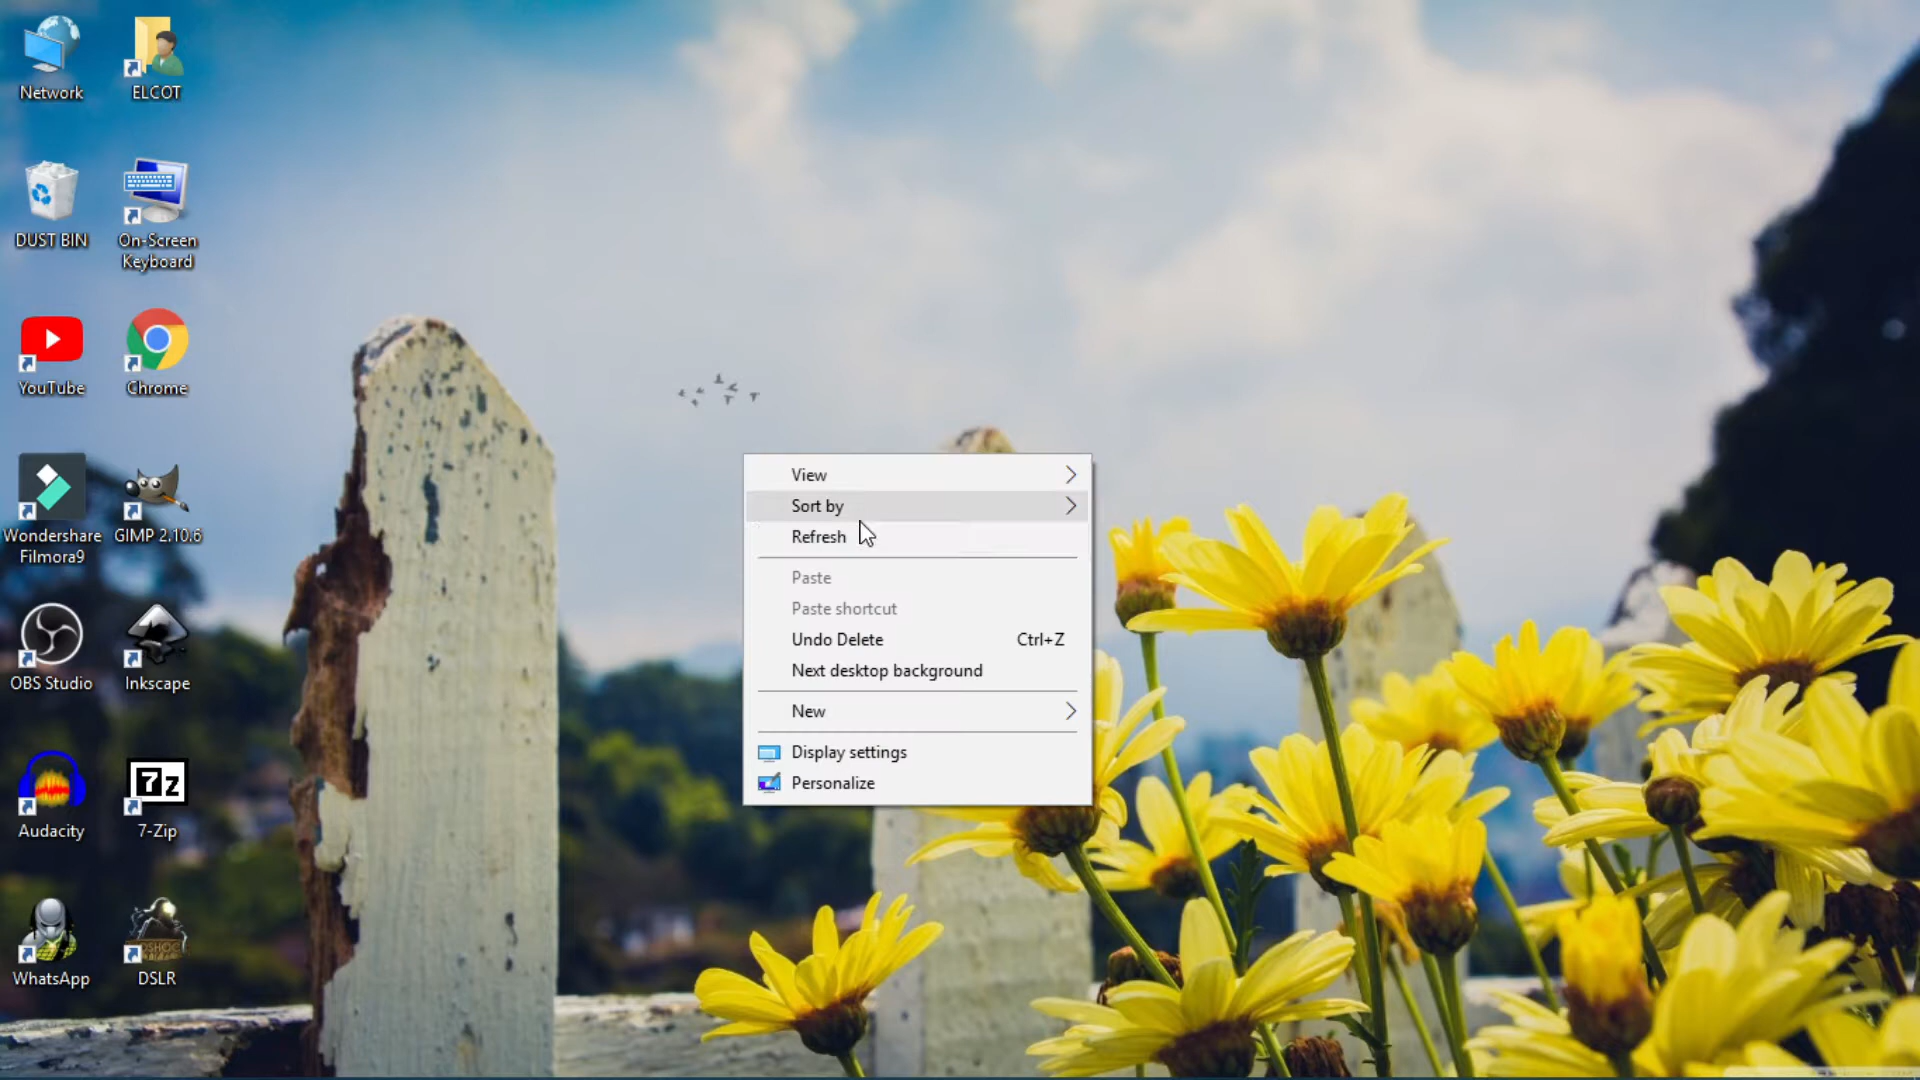 Network
ELCOT
DUST BIN
On-Screen
Keyboard
YouTube
Chrome
Wondershare
Filmora9
GIMP 2.10.6
OBS Studio
Inkscape
Audacity
7z
7-Zip
WhatsApp
DSLR
View
Sort by
Refresh
Paste
Paste shortcut
Undo Delete Ctrl+Z
Next desktop background
New
Display settings
Personalize